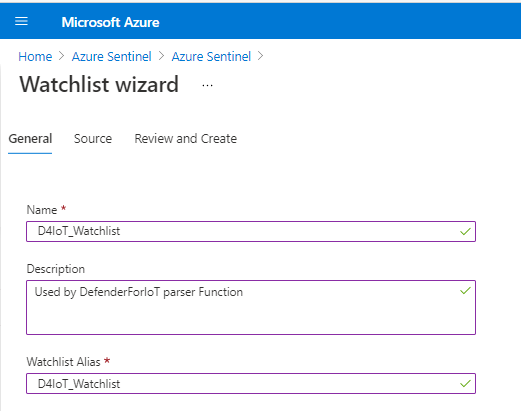 Microsoft Azure
Home > Azure Sentinel > Azure Sentinel >
Watchlist wizard ...
General Source Review and Create
Name *
D4IoT_Watchlist
Description
Used by DefenderForIoT parser Function
Watchlist Alias *
D4IoT_Watchlist